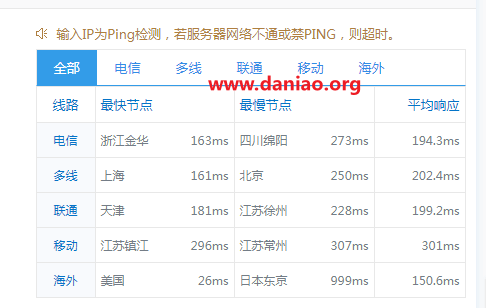 输入IP为Ping检测，若服务器网络不通或禁PING，则超时。
全部 电信 多线 联通 移动 海外
www.daniao.org
线路 最快节点 最慢节点 平均响应
电信 浙江金华 163ms 四川绵阳 273ms 194.3ms
多线 上海 161ms 北京 250ms 202.4ms
联通 天津 181ms 江苏徐州 228ms 199.2ms
移动 江苏镇江 296ms 江苏常州 307ms 301ms
海外 美国 26ms 日本东京 999ms 150.6ms